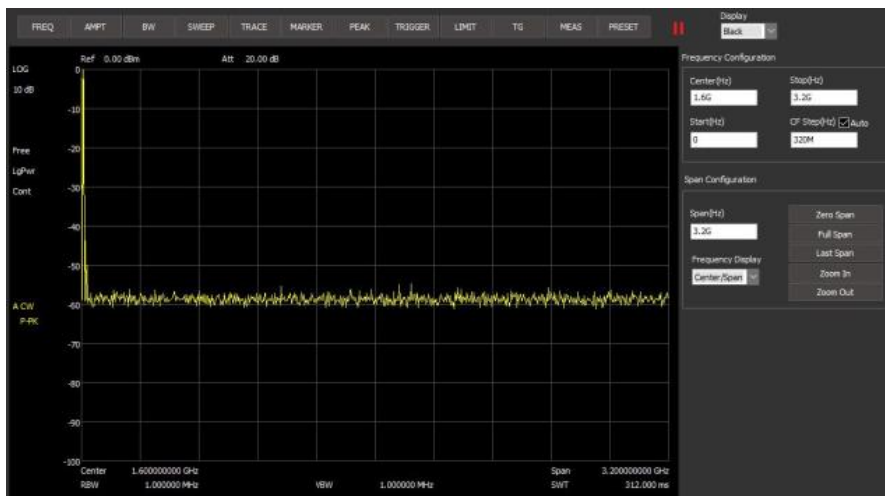 FREQ AMPT BW SWEEP TRACE MARKER PEAK TRIGGER LIMIT TG MEAS PRESET
Display
Black
Ref 0.00 dBm Att 20.00 dB
LOG
10 dB
Free
LgPwr
Cont
A CW
P-PK
0
-10
-20
-30
-40
-50
-60
-70
-80
-90
-100
Center 1.600000000 GHz Span 3.200000000 GHz
RBW 1.000000 MHz VBW 1.000000 MHz SWT 312.000 ms
Frequency Configuration
Center(Hz) Stop(Hz)
1.6G 3.2G
Start(Hz) CF Step(Hz) Auto
0 320M
Span Configuration
Span(Hz)
3.2G
Frequency Display
Center/Span
Zero Span
Full Span
Last Span
Zoom In
Zoom Out